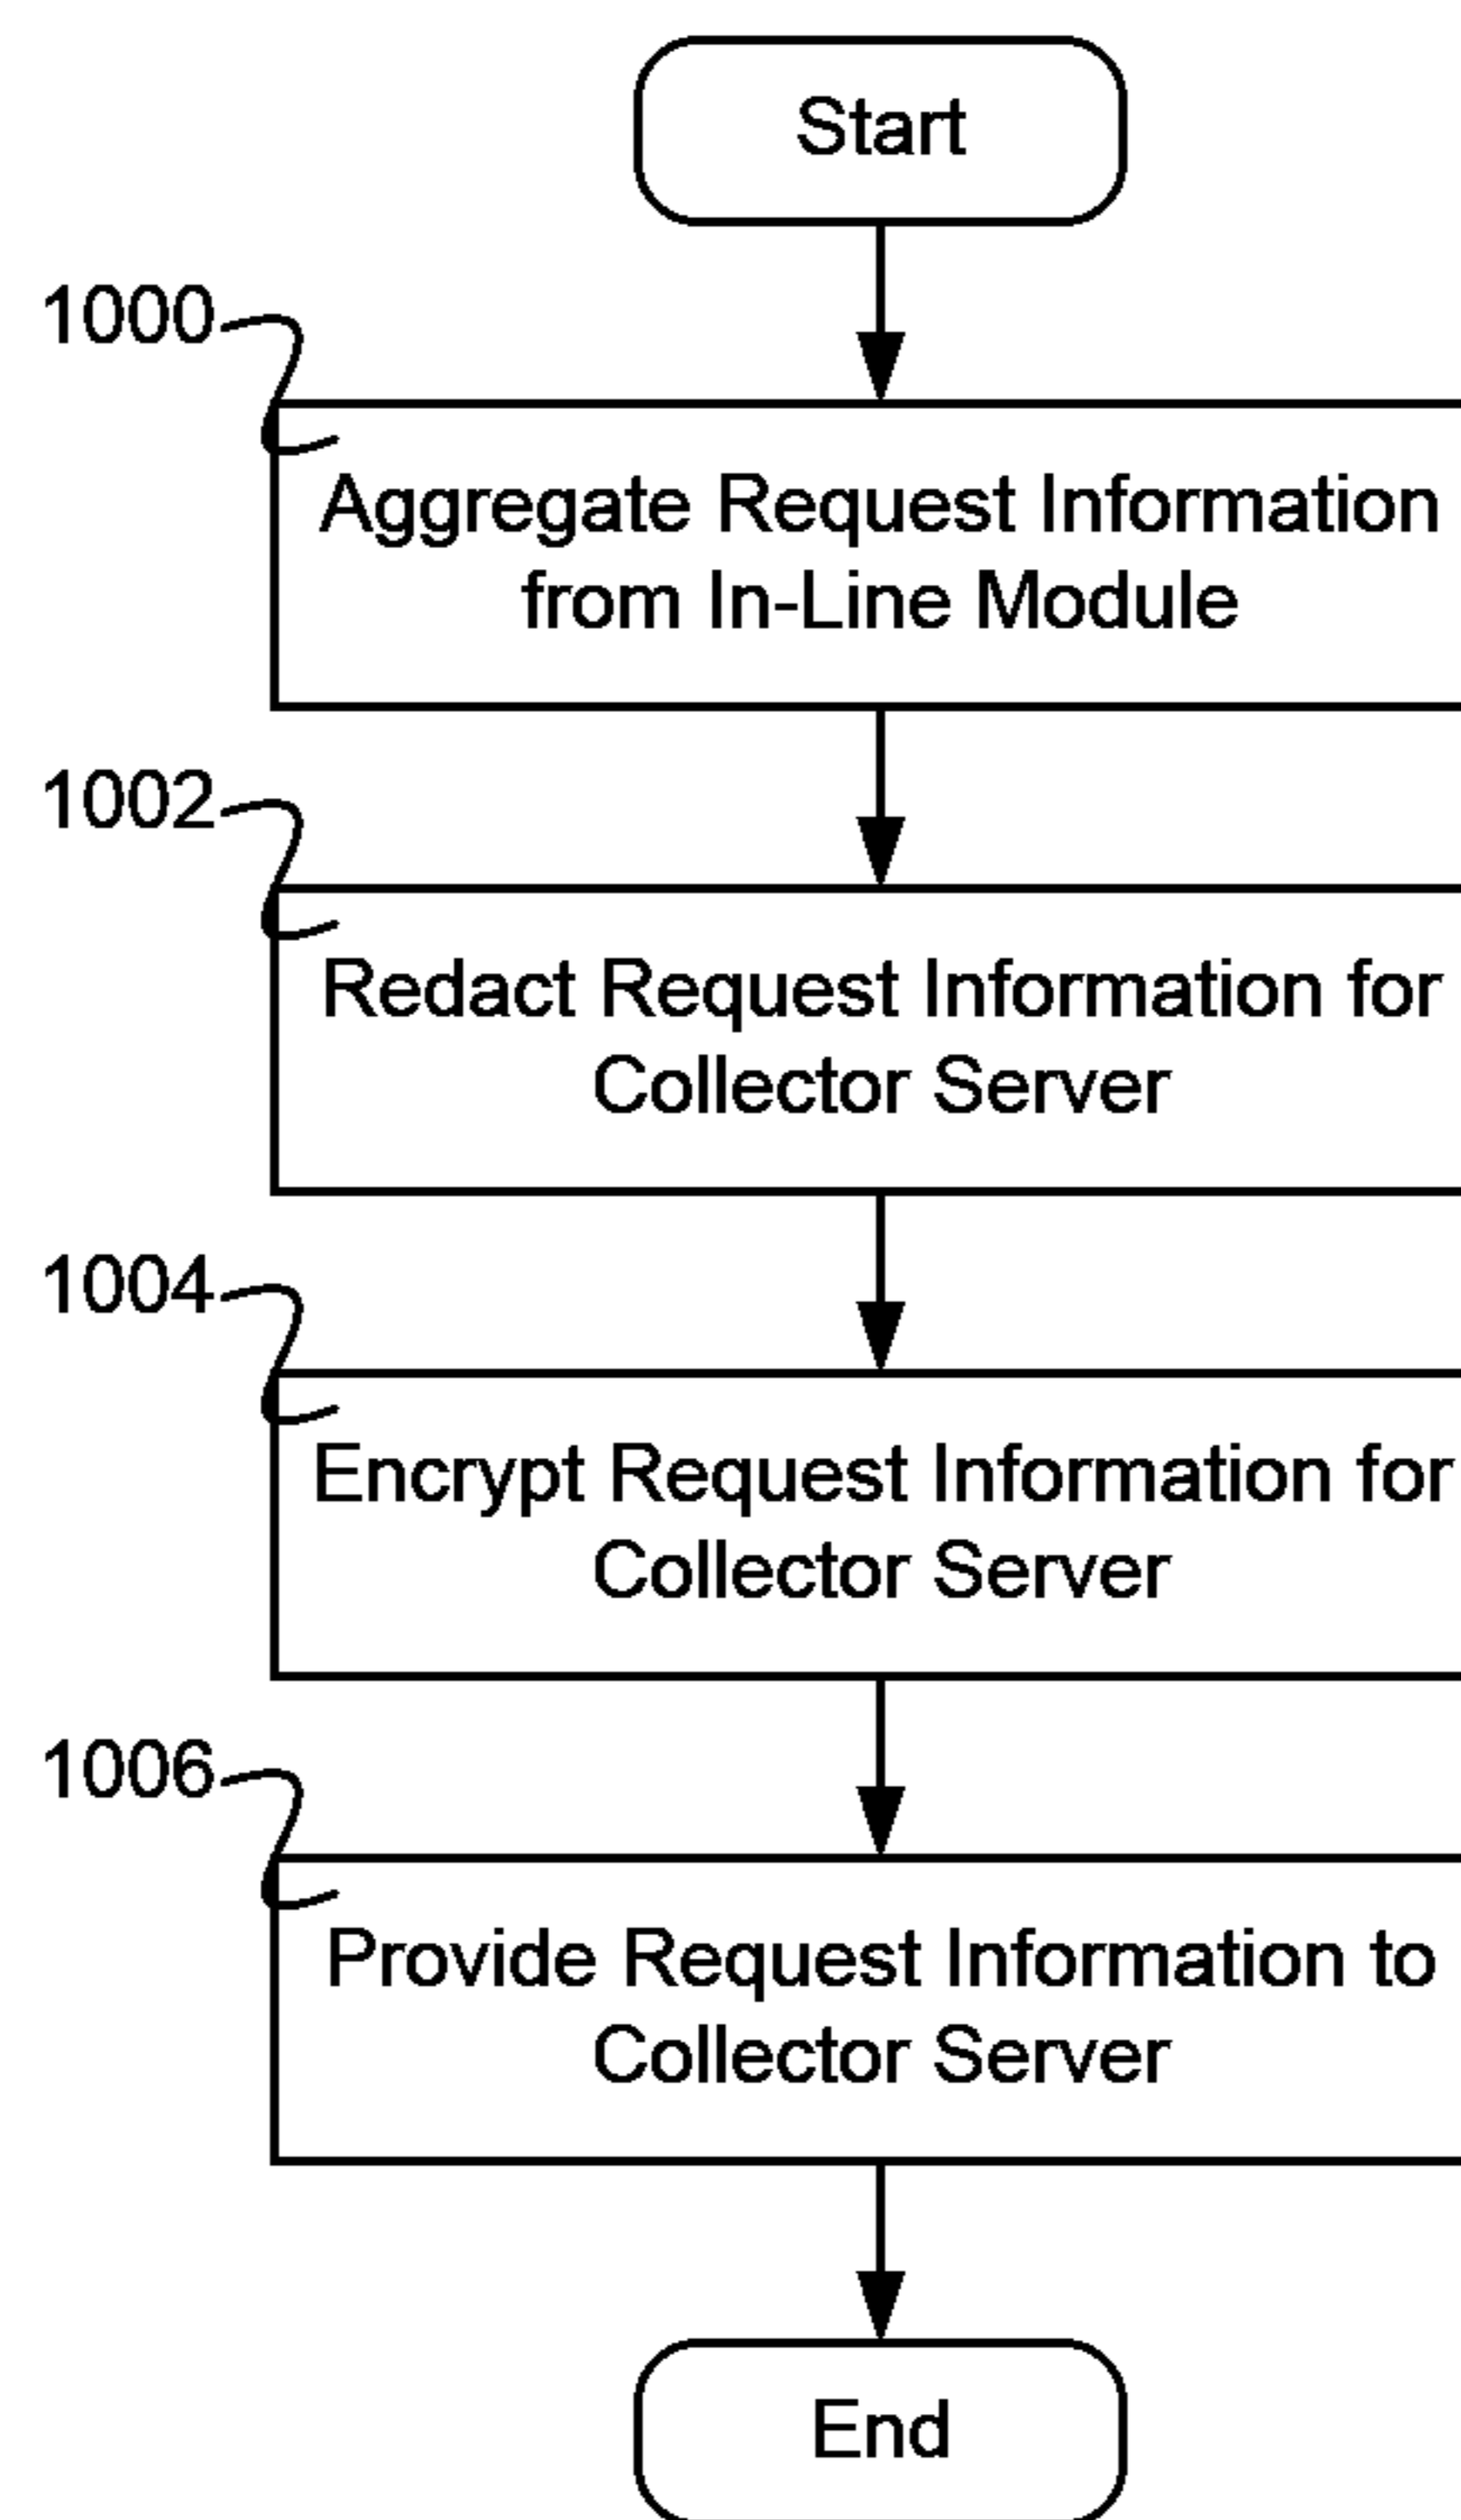 Start
1000
Aggregate Request Information
from In-Line Module
1002
Redact Request Information for
Collector Server
1004
Encrypt Request Information for
Collector Server
1006
Provide Request Information to
Collector Server
End